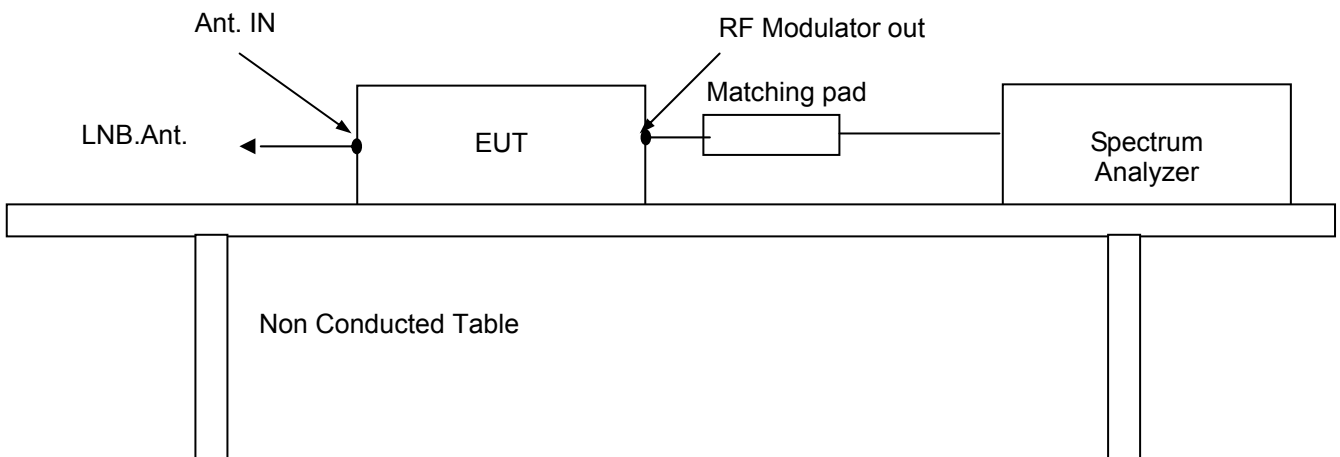 Ant. IN
RF Modulator out
Matching pad
LNB.Ant.
EUT
Spectrum
Analyzer
Non Conducted Table